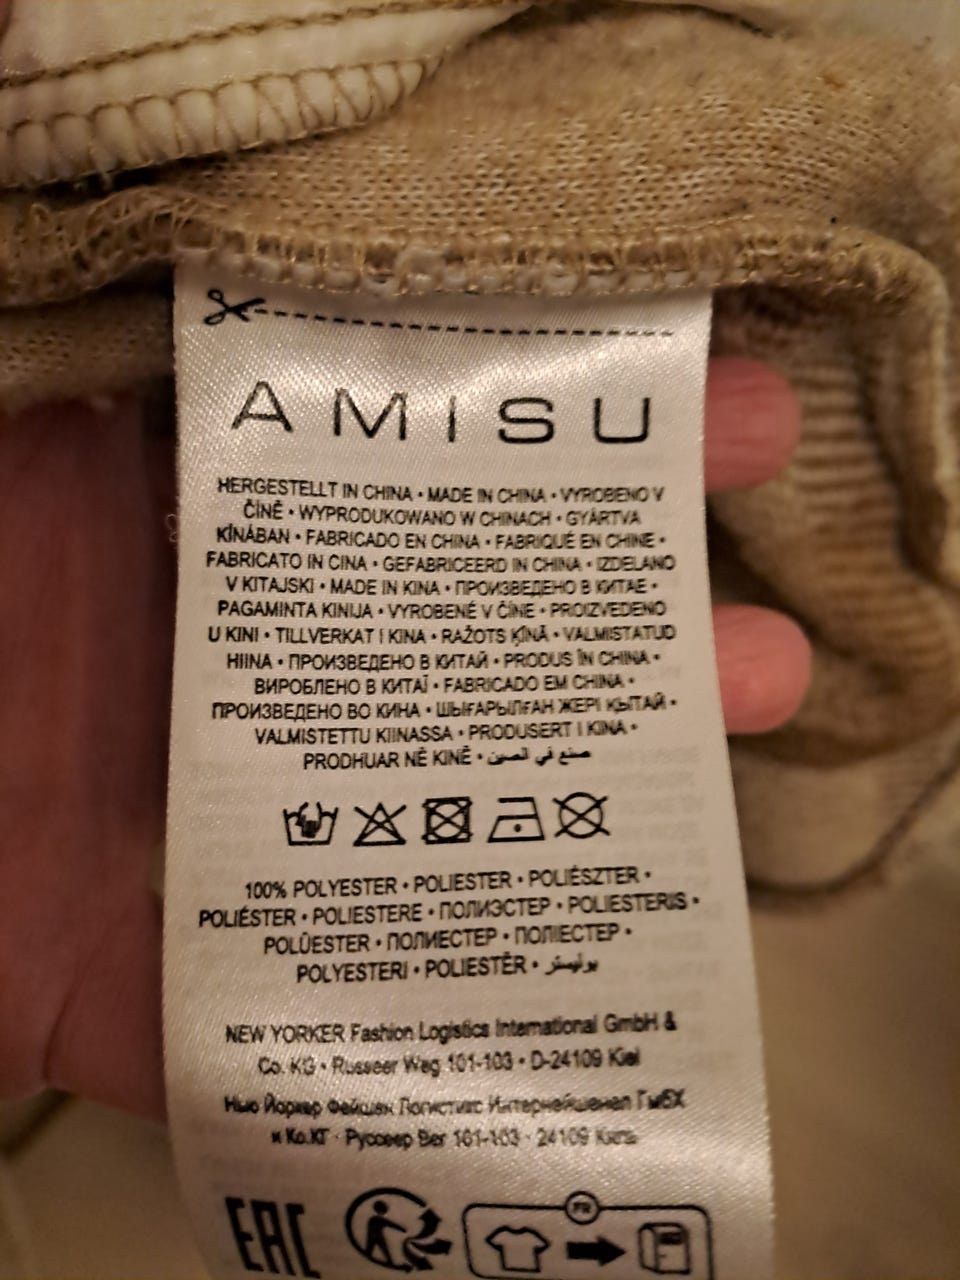 AMISU
HERGESTELLT IN CHINA • MADE IN CHINA • VYROBENO V
ČÍNĚ • WYPRODUKOWANO W CHINACH • GYÁRTVA
KÍNÁBAN • FABRICADO EN CHINA • FABRIQUÉ EN CHINE •
FABBRICATO IN CINA • GEFABRICEERD IN CHINA • IZDELANO
V KITAJSKI • MADE IN KINA • ПРОИЗВЕДЕНО В КИТАЕ •
PAGAMINTA KINIJA • VYROBENÉ V ČÍNE • PROIZVEDENO
U KINI • TILLVERKAT I KINA • RAŽOTS ĶĪNĀ • VALMISTATUD
HIINA • ПРОИЗВЕДЕНО В КИТАЙ • PRODUS ÎN CHINA •
ВИРОБЛЕНО В КИТАЇ • FABRICADO EM CHINA •
ПРОИЗВЕДЕНО ВО КИНА • ШЫҒАРЫЛҒАН ЖЕРІ ҚЫТАЙ •
VALMISTETTU KIINASSA • PRODUSERT I KINA •
PRODHUAR NË KINË • صنع في الصين
100% POLYESTER • POLIESTER • POLIÉSZTER •
POLIÉSTER • POLIESTERE • ПОЛИЭСТЕР • POLIESTERIS •
POLÜESTER • ПОЛИЕСТЕР • ПОЛІЕСТЕР •
POLYESTERI • POLIESTËR • بوليستر
NEW YORKER Fashion Logistics International GmbH &
Co. KG • Russeer Weg 101-103 • D-24109 Kiel
Нью Йоркер Фейшен Логистикс Интернейшенел ГмБХ
и Ко.КГ · Руссеер Вег 101-103 · 24109 Киль
EAC
FR